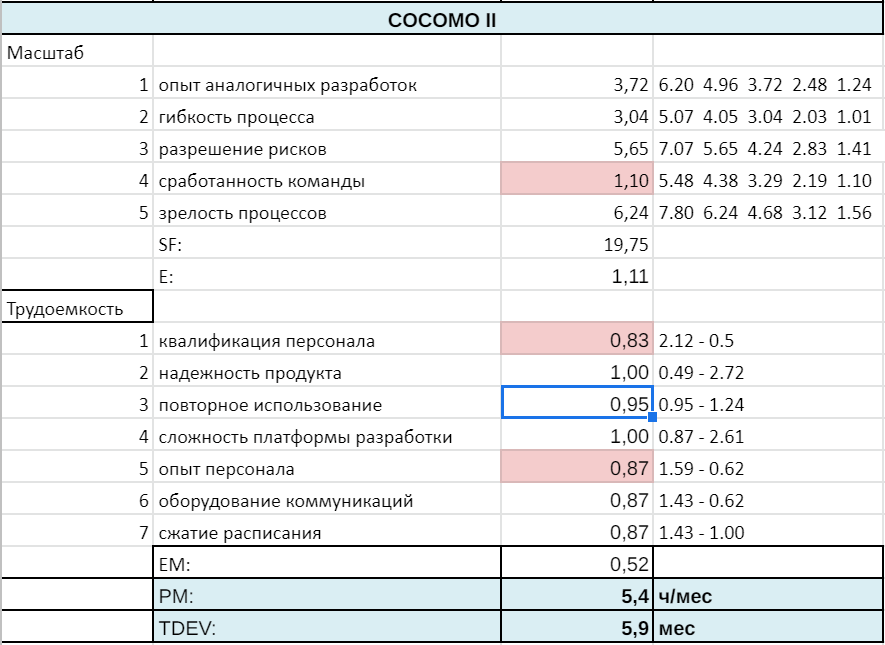 COCOMO II
Масштаб
1 опыт аналогичных разработок 3,72 6.20 4.96 3.72 2.48 1.24
2 гибкость процесса 3,04 5.07 4.05 3.04 2.03 1.01
3 разрешение рисков 5,65 7.07 5.65 4.24 2.83 1.41
4 сработанность команды 1,10 5.48 4.38 3.29 2.19 1.10
5 зрелость процессов 6,24 7.80 6.24 4.68 3.12 1.56
SF: 19,75
E: 1,11
Трудоемкость
1 квалификация персонала 0,83 2.12 - 0.5
2 надежность продукта 1,00 0.49 - 2.72
3 повторное использование 0,95 0.95 - 1.24
4 сложность платформы разработки 1,00 0.87 - 2.61
5 опыт персонала 0,87 1.59 - 0.62
6 оборудование коммуникаций 0,87 1.43 - 0.62
7 сжатие расписания 0,87 1.43 - 1.00
EM: 0,52
PM: 5,4 ч/мес
TDEV: 5,9 мес